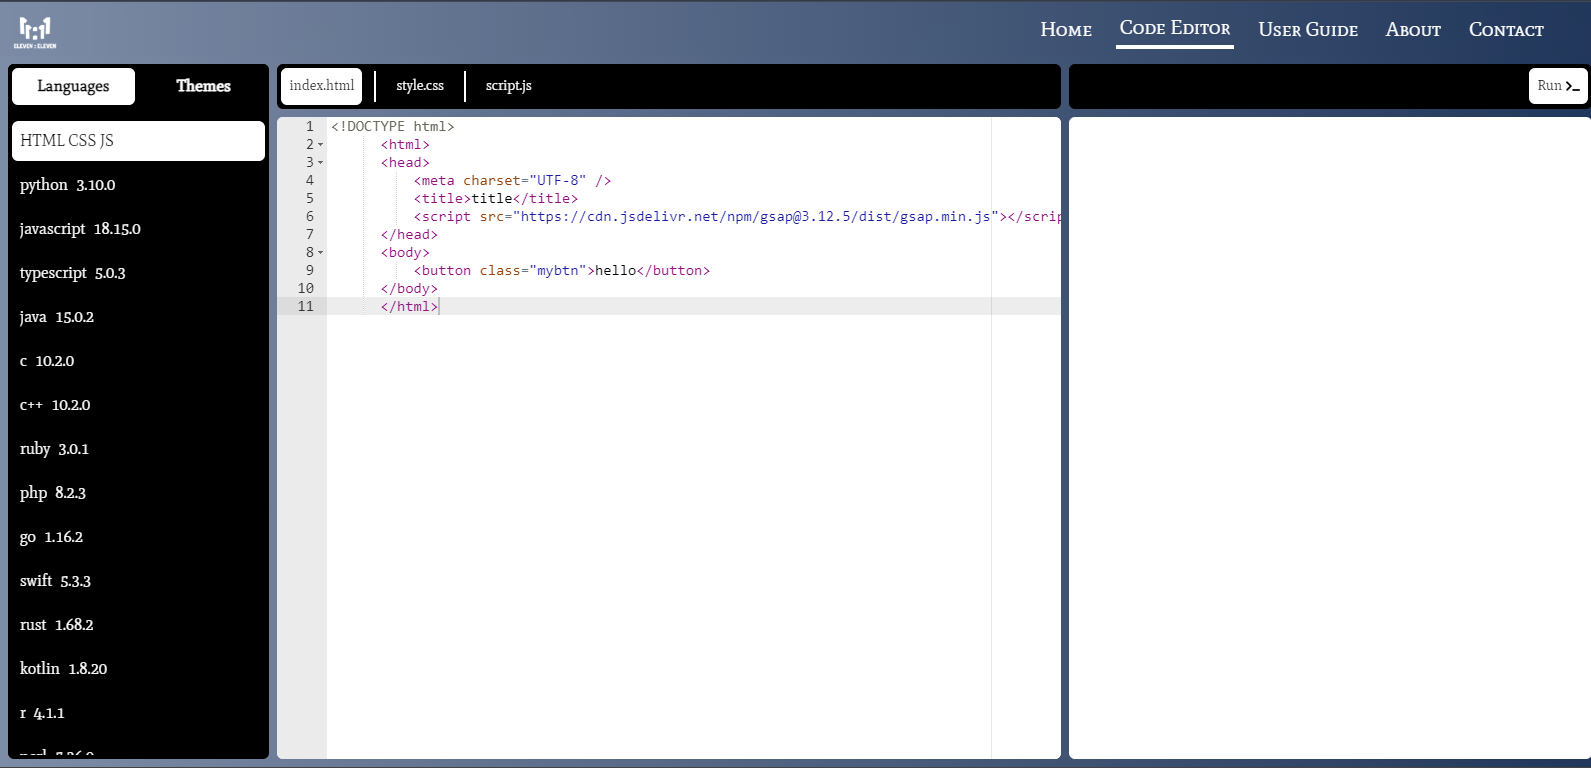 ELEVEN : ELEVEN
Home
Code Editor
User Guide
About
Contact
Languages
Themes
HTML CSS JS
python 3.10.0
javascript 18.15.0
typescript 5.0.3
java 15.0.2
c 10.2.0
c++ 10.2.0
ruby 3.0.1
php 8.2.3
go 1.16.2
swift 5.3.3
rust 1.68.2
kotlin 1.8.20
r 4.1.1
index.html
style.css
script.js
1 <!DOCTYPE html>
2 <html>
3 <head>
4 <meta charset="UTF-8" />
5 <title>title</title>
6 <script src="https://cdn.jsdelivr.net/npm/gsap@3.12.5/dist/gsap.min.js"></scrip
7 </head>
8 <body>
9 <button class="mybtn">hello</button>
10 </body>
11 </html>
Run >_